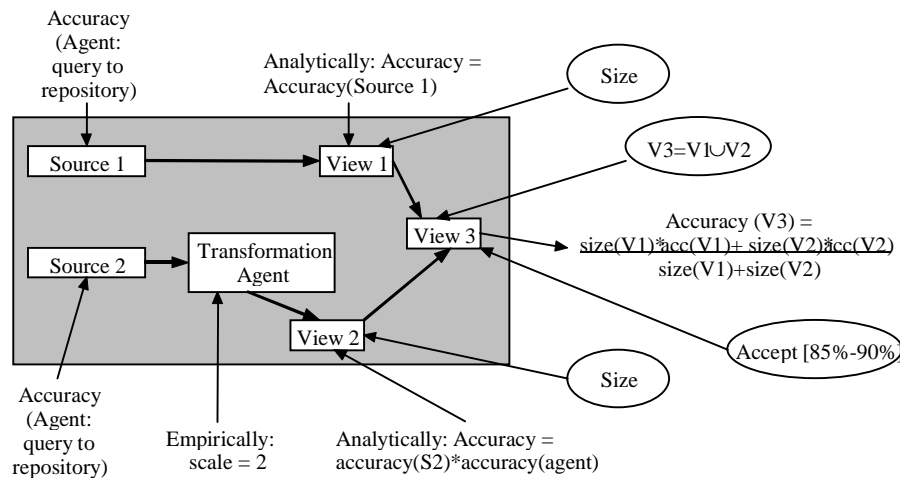 Accuracy
(Agent:
query to
repository)
Analytically: Accuracy =
Accuracy(Source 1)
Size
Source 1
View 1
V3=V1∪V2
Source 2
Transformation
Agent
View 3
Accuracy (V3) =
size(V1)*acc(V1)+ size(V2)*acc(V2)
size(V1)+size(V2)
View 2
Accept [85%-90%]
Size
Accuracy
(Agent:
query to
repository)
Empirically:
scale = 2
Analytically: Accuracy =
accuracy(S2)*accuracy(agent)